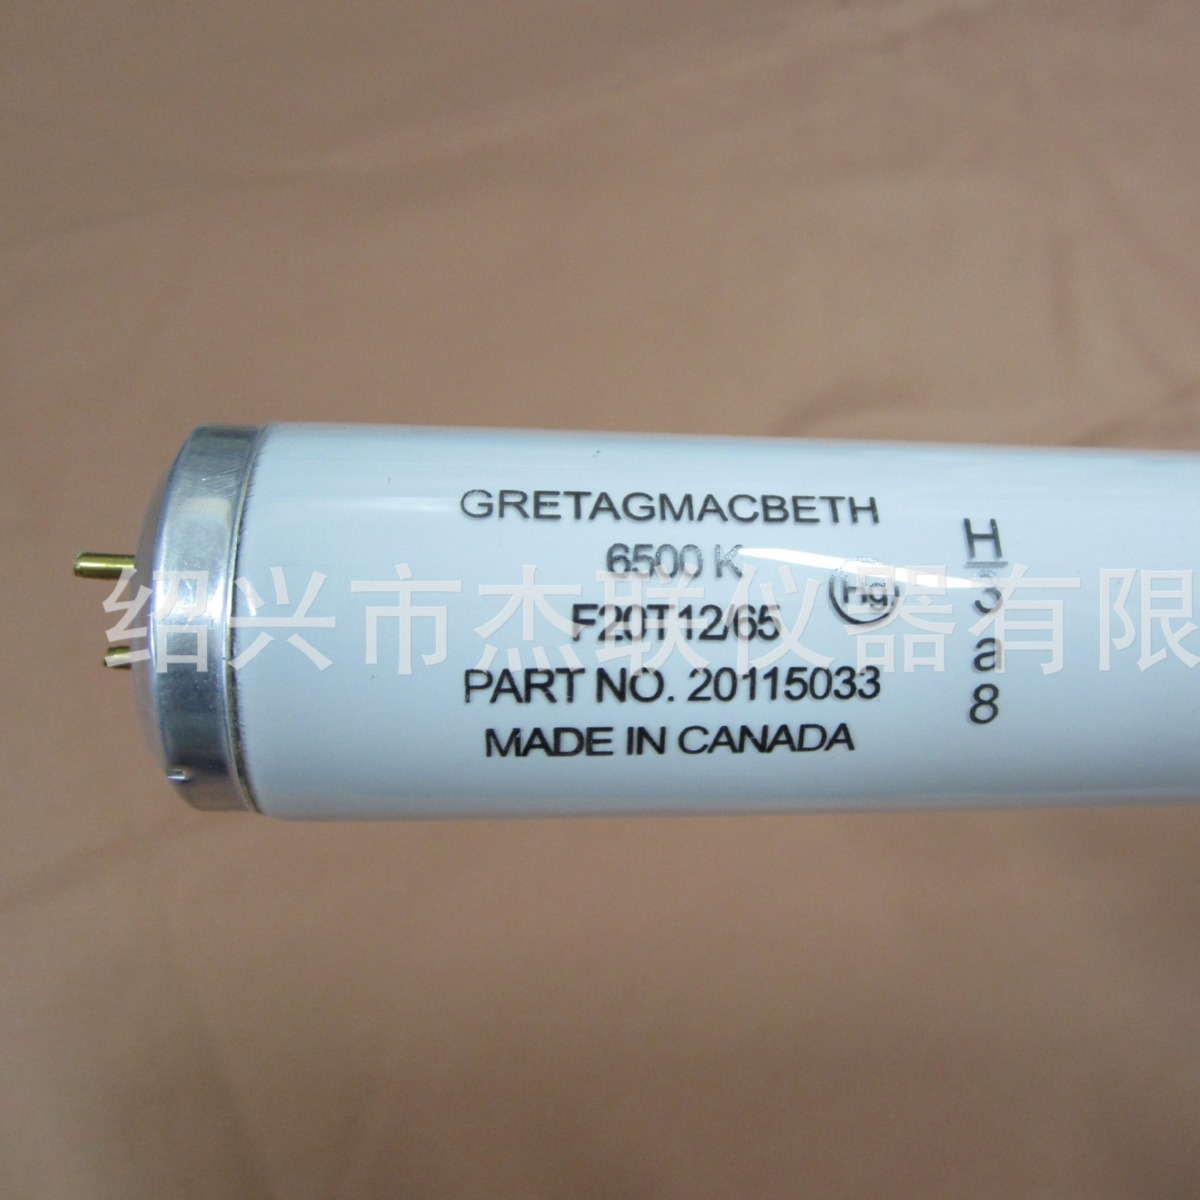 GRETAGMACBETH
6500 K
F20T12/65
PART NO. 20115033
MADE IN CANADA
Hg
H
3
a
8
绍兴市杰联仪器有限